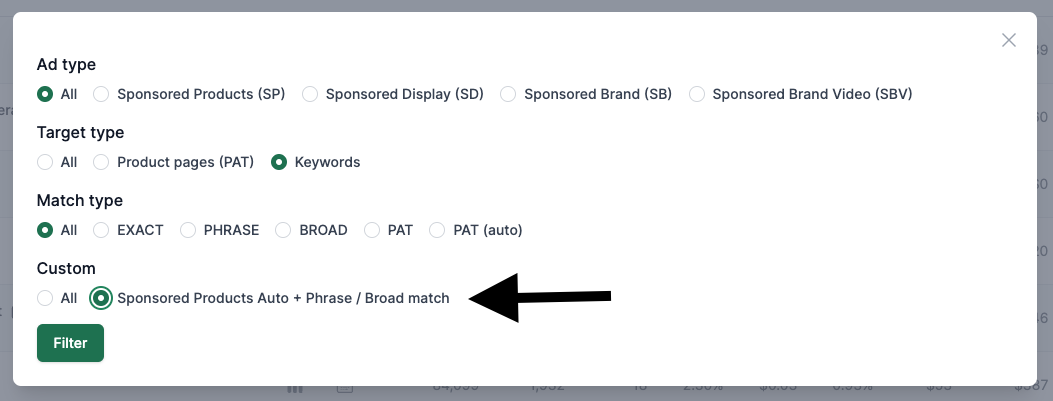 Ad type
All Sponsored Products (SP) Sponsored Display (SD) Sponsored Brand (SB) Sponsored Brand Video (SBV)
Target type
All Product pages (PAT) Keywords
Match type
All EXACT PHRASE BROAD PAT PAT (auto)
Custom
All Sponsored Products Auto + Phrase / Broad match
Filter